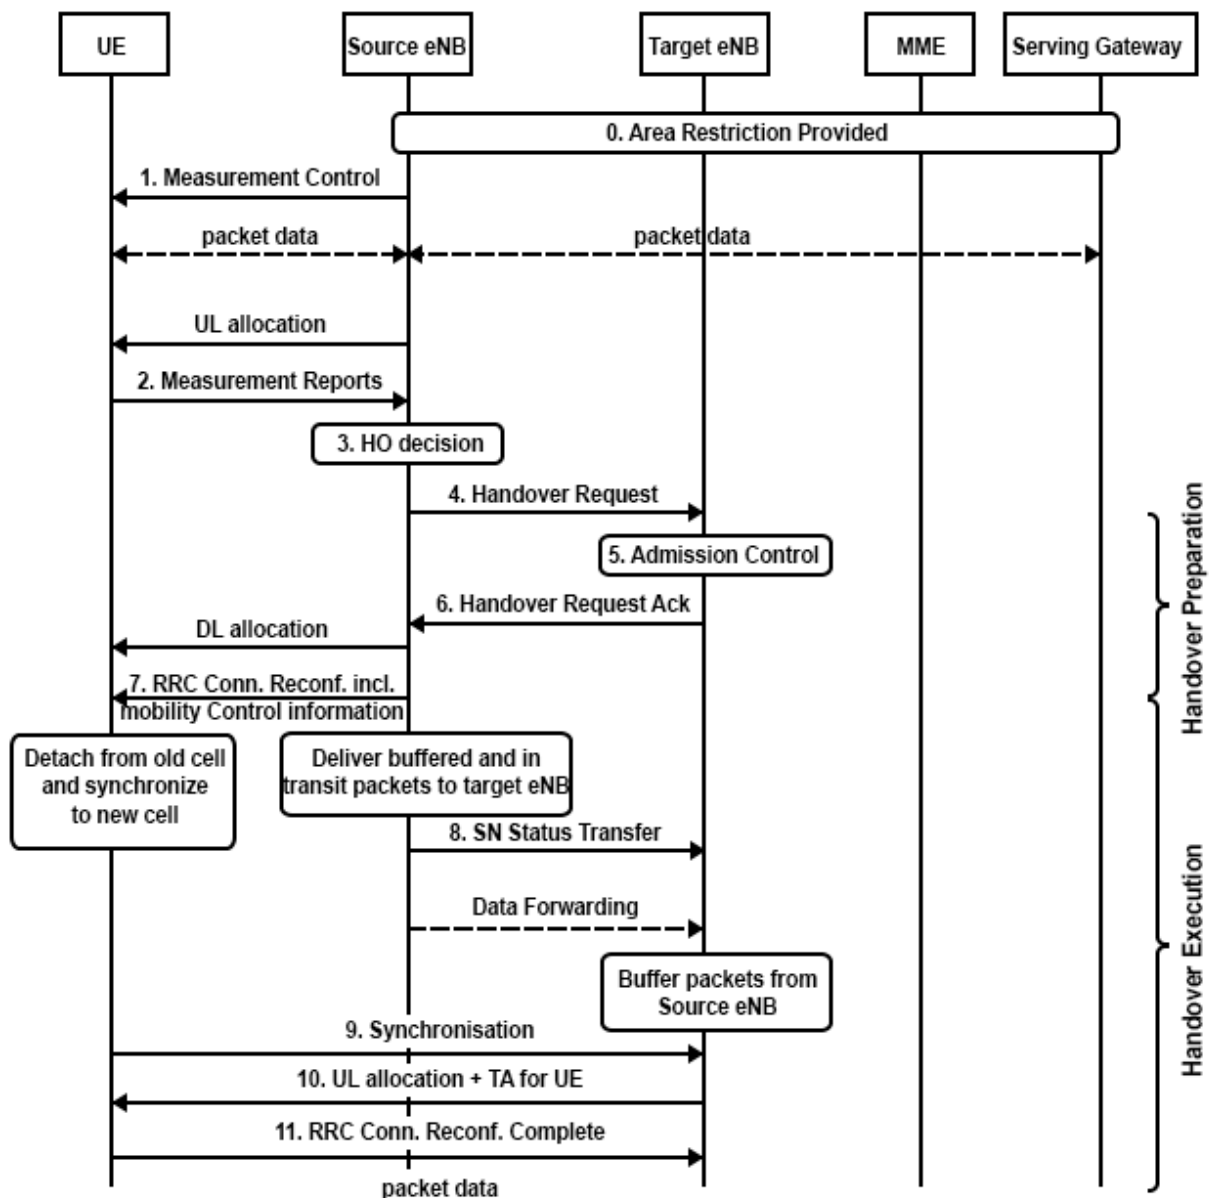 UE
Source eNB
Target eNB
MME
Serving Gateway
0. Area Restriction Provided
1. Measurement Control
packet data
packet data
UL allocation
2. Measurement Reports
3. HO decision
4. Handover Request
5. Admission Control
6. Handover Request Ack
DL allocation
7. RRC Conn. Reconf. incl.
mobility Control information
Handover Preparation
Detach from old cell
and synchronize
to new cell
Deliver buffered and in
transit packets to target eNB
8. SN Status Transfer
Data Forwarding
Buffer packets from
Source eNB
9. Synchronisation
10. UL allocation + TA for UE
11. RRC Conn. Reconf. Complete
packet data
Handover Execution